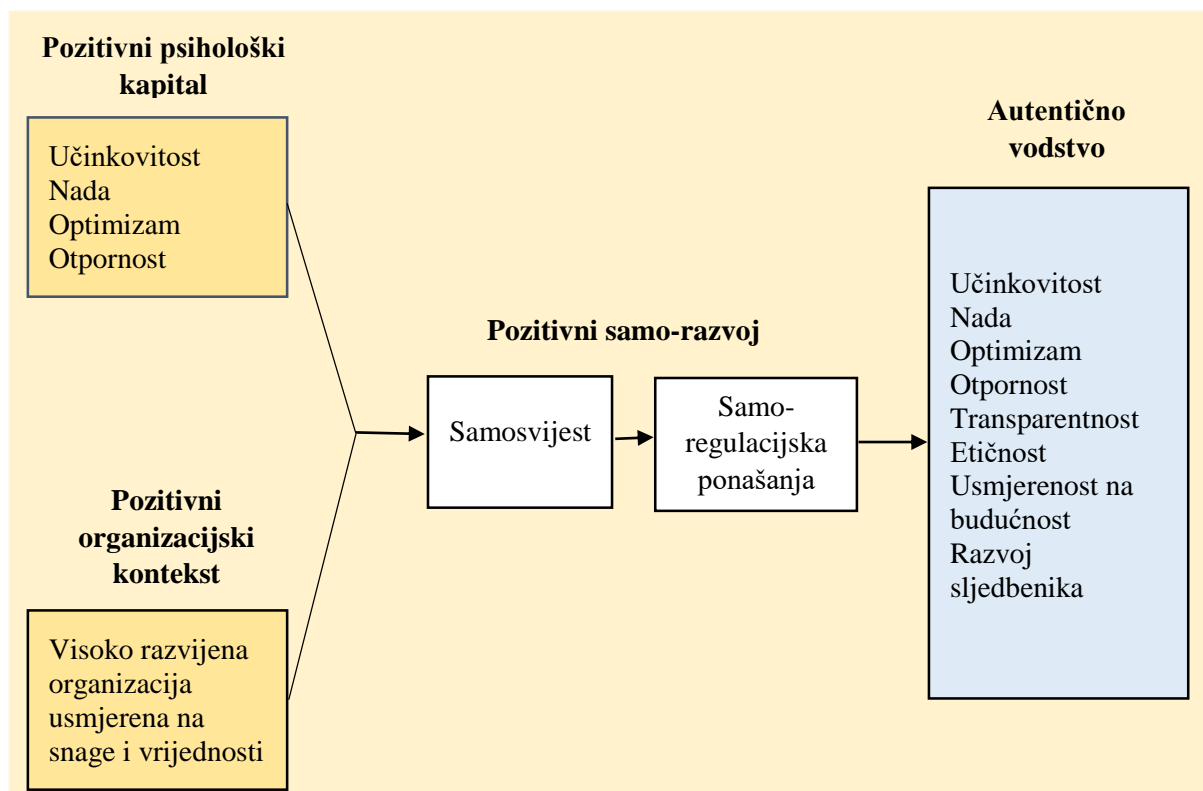 Pozitivni psihološki
kapital
Učinkovitost
Nada
Optimizam
Otpornost
Pozitivni
organizacijski
kontekst
Visoko razvijena
organizacija
usmjerena na
snage i vrijednosti
Pozitivni samo-razvoj
Samosvijest
Samo-
regulacijska
ponašanja
Autentično
vodstvo
Učinkovitost
Nada
Optimizam
Otpornost
Transparentnost
Etičnost
Usmjerenost na
budućnost
Razvoj
sljedbenika